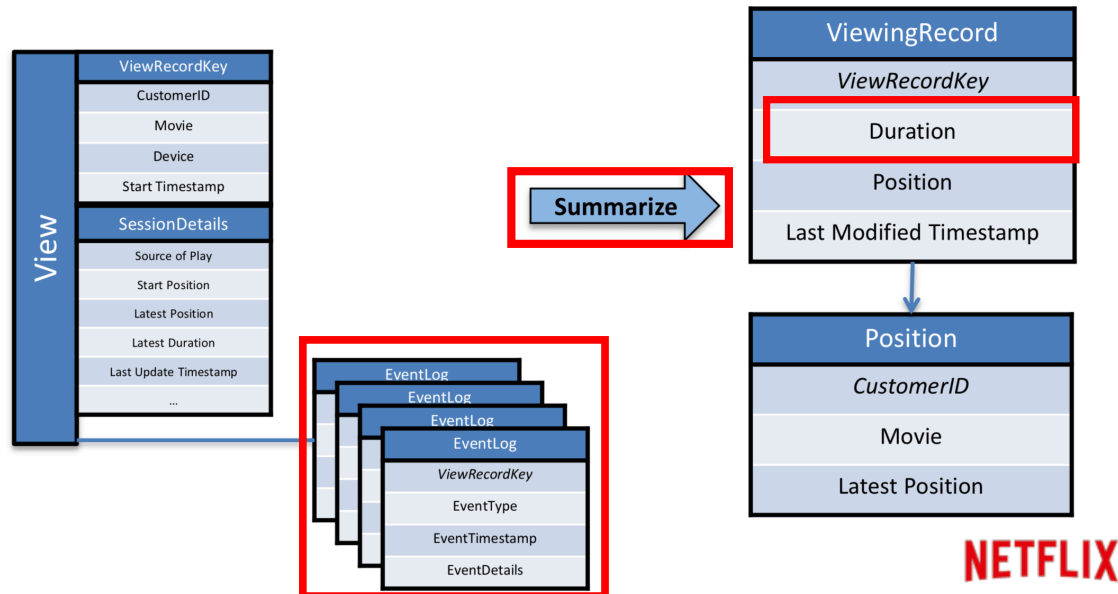 View
ViewRecordKey
CustomerID
Movie
Device
Start Timestamp
SessionDetails
Source of Play
Start Position
Latest Position
Latest Duration
Last Update Timestamp
...
EventLog
EventLog
EventLog
EventLog
ViewRecordKey
EventType
EventTimestamp
EventDetails
Summarize
ViewingRecord
ViewRecordKey
Duration
Position
Last Modified Timestamp
Position
CustomerID
Movie
Latest Position
NETFLIX